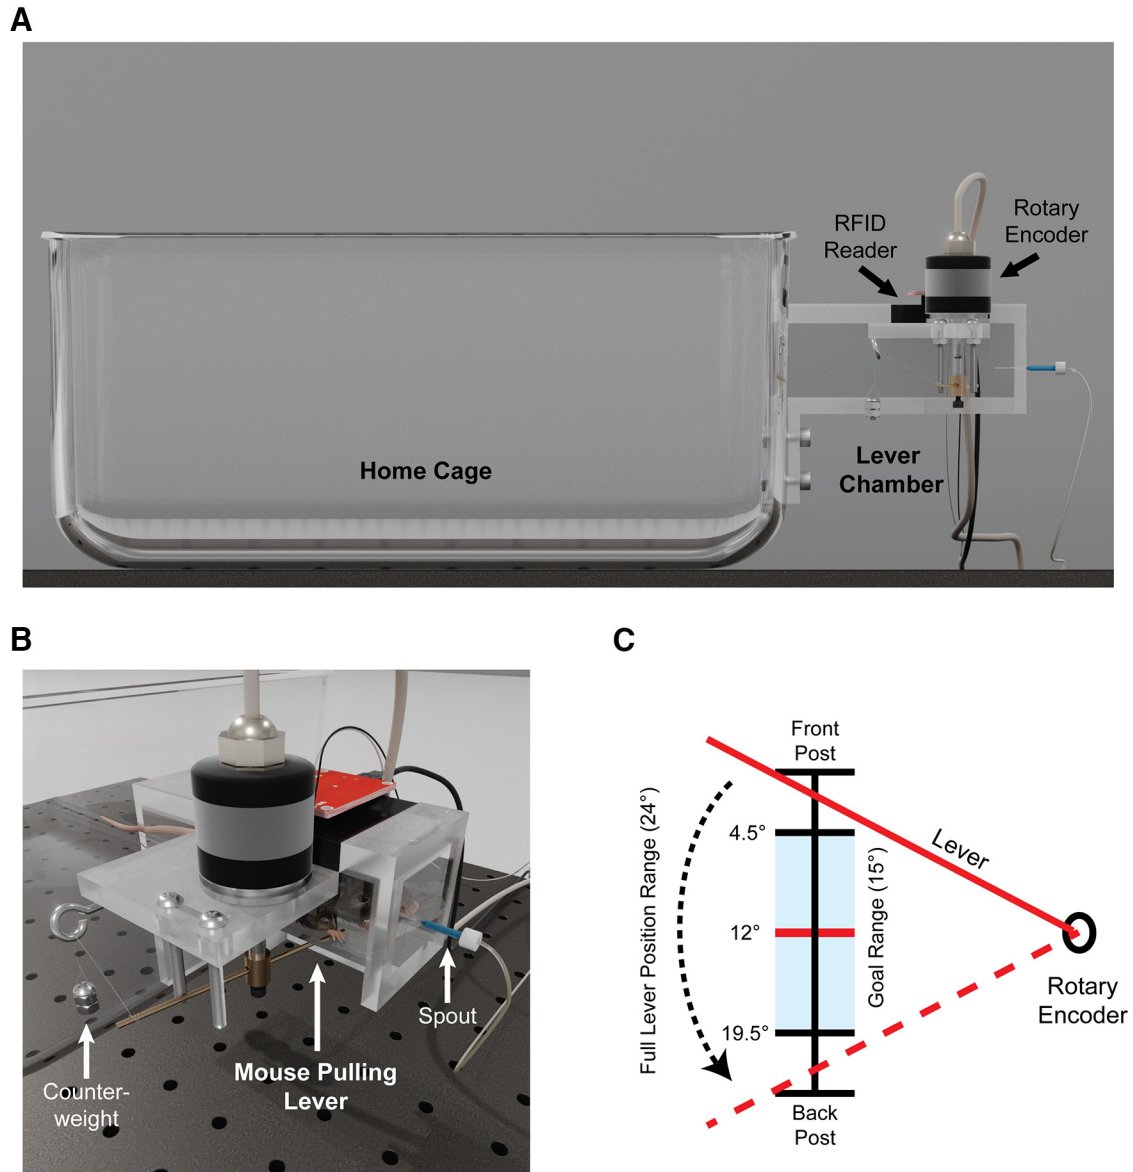 A
RFID
Reader
Rotary
Encoder
Home Cage
Lever
Chamber
B
Spout
Mouse Pulling
Lever
Counter-
weight
C
Front
Post
Full Lever Position Range (24°)
4.5°
Lever
12°
Goal Range (15°)
19.5°
Rotary
Encoder
Back
Post